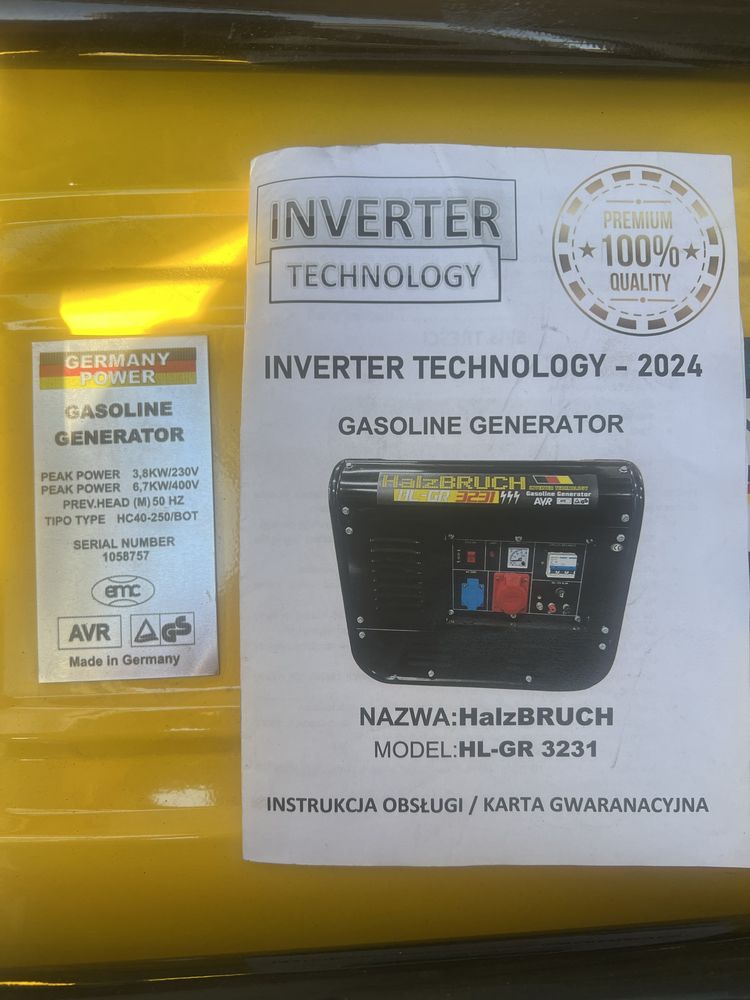 GERMANY
POWER
GASOLINE
GENERATOR
PEAK POWER 3,8KW/230V
PEAK POWER 6,7KW/400V
PREV.HEAD (M) 50 HZ
TIPO TYPE HC40-250/BOT
SERIAL NUMBER
1058757
emc
AVR
GS
Made in Germany
INVERTER
TECHNOLOGY
PREMIUM
100%
QUALITY
INVERTER TECHNOLOGY - 2024
GASOLINE GENERATOR
HalzBRUCH
HL-GR 3231
INVERTER TECHNOLOGY
Gasoline Generator
AVR
NAZWA:HalzBRUCH
MODEL:HL-GR 3231
INSTRUKCJA OBSŁUGI / KARTA GWARANACYJNA